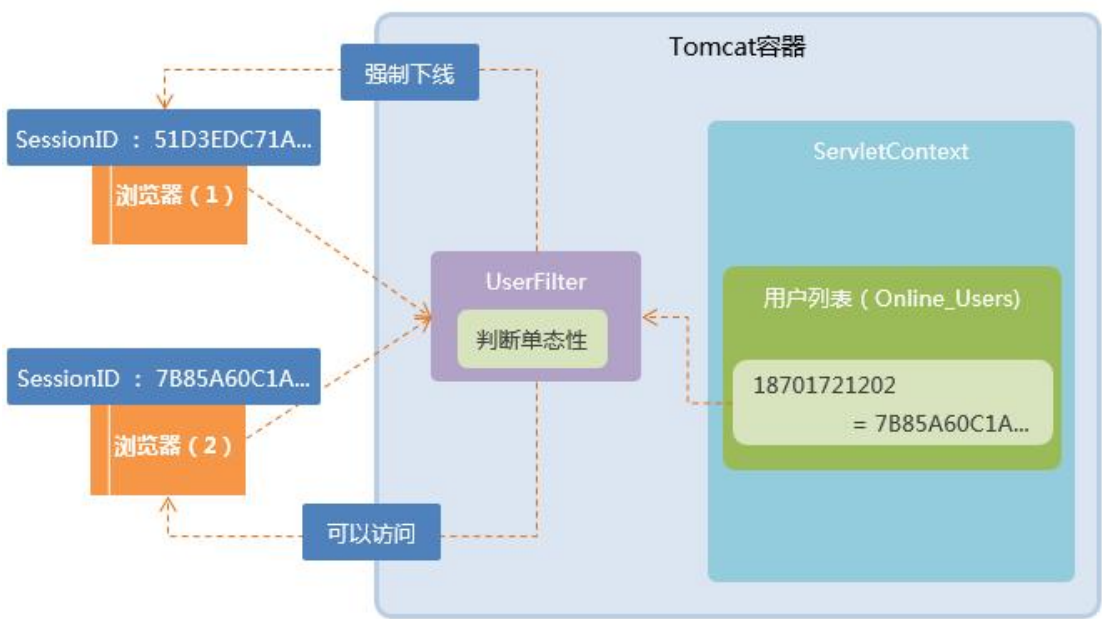 Tomcat容器
强制下线
SessionID : 51D3EDC71A...
浏览器(1)
ServletContext
UserFilter
判断单态性
用户列表(Online_Users)
18701721202
= 7B85A60C1A...
SessionID : 7B85A60C1A...
浏览器(2)
可以访问